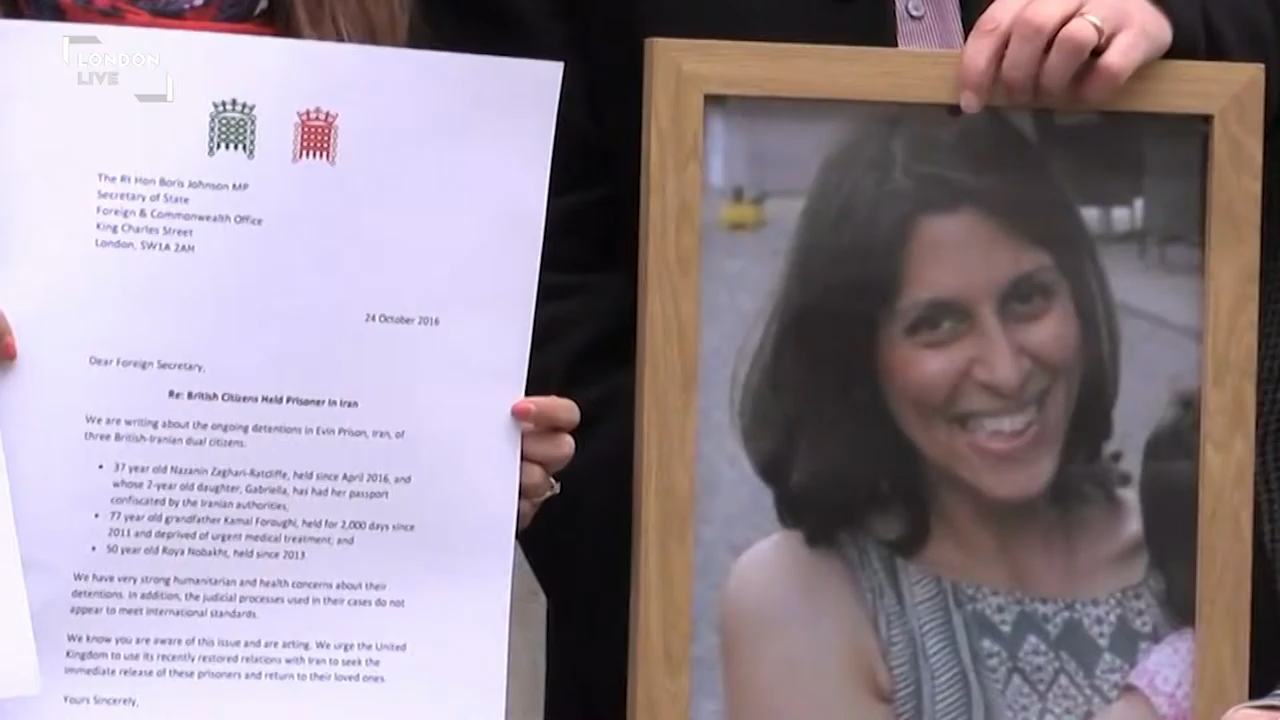 LONDON
LIVE
The Rt Hon Boris Johnson MP
Secretary of State
Foreign & Commonwealth Office
King Charles Street
London, SW1A 2AH
24 October 2016
Dear Foreign Secretary,
Re: British Citizens Held Prisoner In Iran
We are writing about the ongoing detentions in Evin Prison, Iran, of
three British-Iranian dual citizens.
• 37 year old Nazanin Zaghari-Ratcliffe, held since April 2016, and
whose 2-year old daughter, Gabriella, has had her passport
confiscated by the Iranian authorities;
• 77 year old grandfather Kamal Foroughi, held for 2,000 days since
2011 and deprived of urgent medical treatment; and
• 50 year old Roya Nobakht, held since 2013.
We have very strong humanitarian and health concerns about their
detentions. In addition, the judicial processes used in their cases do not
appear to meet international standards.
We know you are aware of this issue and are acting. We urge the United
Kingdom to use its recently restored relations with Iran to seek the
immediate release of these prisoners and return to their loved ones.
Yours Sincerely,